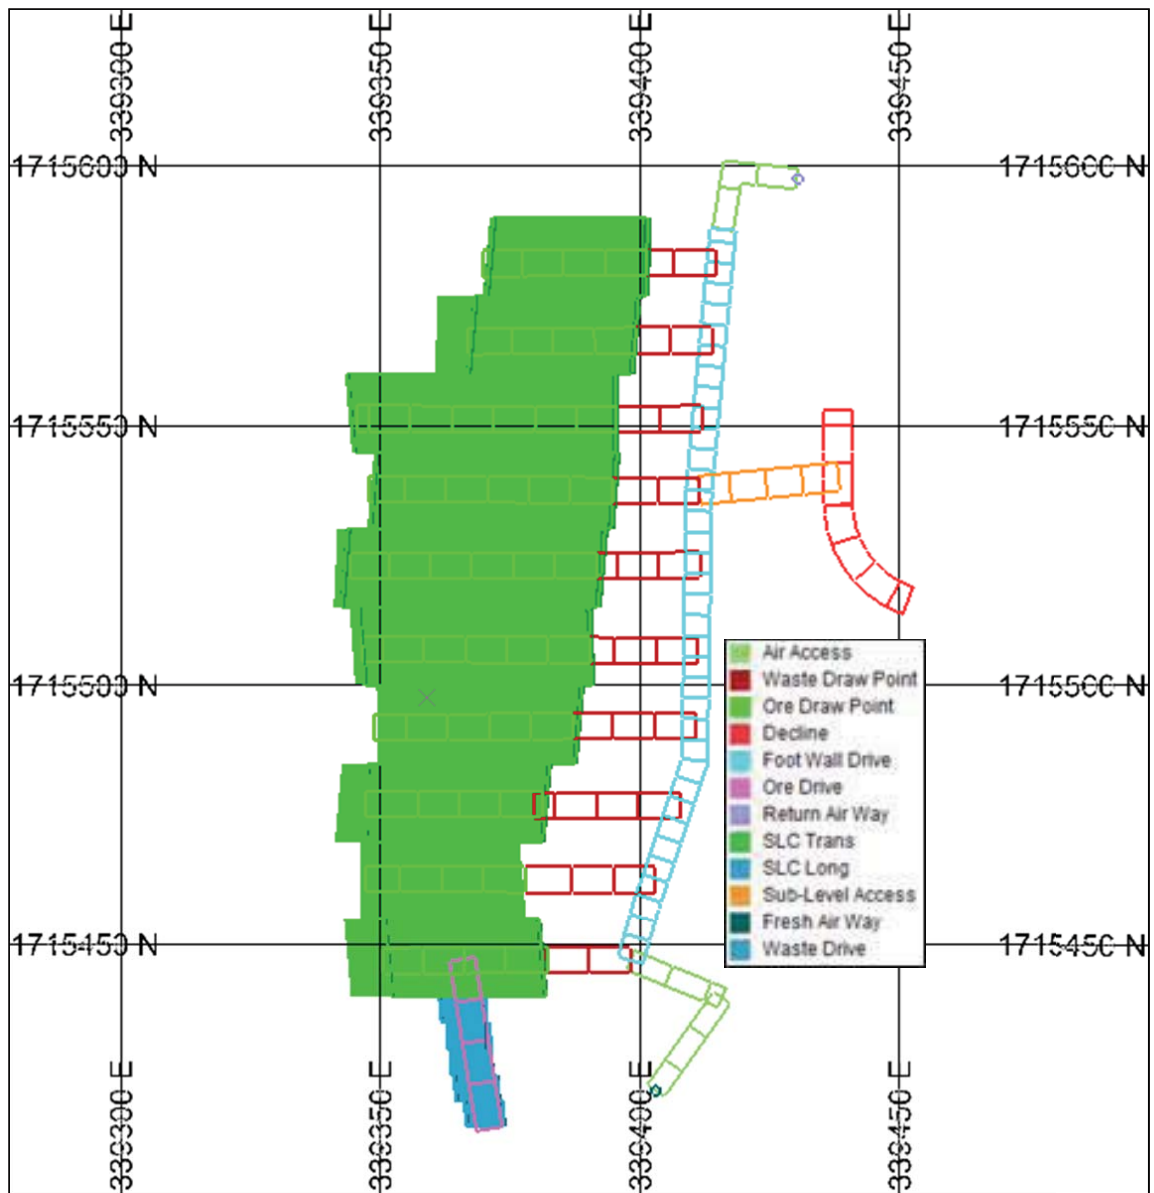 339300 E
339350 E
339400 E
339450 E
1715600 N
1715600 N
1715550 N
1715550 N
Air Access
Waste Draw Point
Ore Draw Point
Decline
Foot Wall Drive
Ore Drive
Return Air Way
SLC Trans
SLC Long
Sub-Level Access
Fresh Air Way
Waste Drive
1715500 N
1715500 N
1715450 N
1715450 N
339300 E
339350 E
339400 E
339450 E